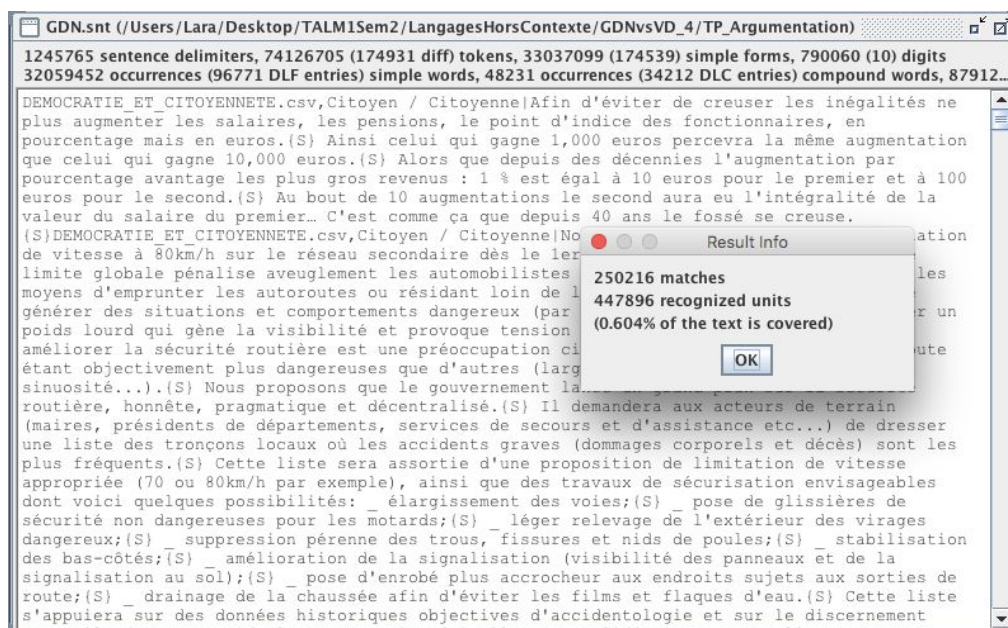 GDN.snt (/Users/Lara/Desktop/TALM1Sem2/LangagesHorsContexte/GDNvsVD_4/TP_Argumentation)
1245765 sentence delimiters, 74126705 (174931 diff) tokens, 33037099 (174539) simple forms, 790060 (10) digits
32059452 occurrences (96771 DLF entries) simple words, 48231 occurrences (34212 DLC entries) compound words, 87912...
DEMOCRATIE_ET_CITOYENNETE.csv,Citoyen / Citoyenne|Afin d'éviter de creuser les inégalités ne
plus augmenter les salaires, les pensions, le point d'indice des fonctionnaires, en
pourcentage mais en euros.{S} Ainsi celui qui gagne 1,000 euros percevra la même augmentation
que celui qui gagne 10,000 euros.{S} Alors que depuis des décennies l'augmentation par
pourcentage avantage les plus gros revenus : 1 % est égal à 10 euros pour le premier et à 100
euros pour le second.{S} Au bout de 10 augmentations le second aura eu l'intégralité de la
valeur du salaire du premier… C'est comme ça que depuis 40 ans le fossé se creuse.
{S}DEMOCRATIE_ET_CITOYENNETE.csv,Citoyen / Citoyenne|No ation
de vitesse à 80km/h sur le réseau secondaire dès le 1er
limite globale pénalise aveuglement les automobilistes les
moyens d'emprunter les autoroutes ou résidant loin de l
générer des situations et comportements dangereux (par er un
poids lourd qui gène la visibilité et provoque tension
améliorer la sécurité routière est une préoccupation ci oute
étant objectivement plus dangereuses que d'autres (larg
sinuosité...).{S} Nous proposons que le gouvernement la
routière, honnête, pragmatique et décentralisé.{S} Il demandera aux acteurs de terrain
(maires, présidents de départements, services de secours et d'assistance etc...) de dresser
une liste des tronçons locaux où les accidents graves (dommages corporels et décès) sont les
plus fréquents.{S} Cette liste sera assortie d'une proposition de limitation de vitesse
appropriée (70 ou 80km/h par exemple), ainsi que des travaux de sécurisation envisageables
dont voici quelques possibilités: _ élargissement des voies;{S} _ pose de glissières de
sécurité non dangereuses pour les motards;{S} _ léger relevage de l'extérieur des virages
dangereux;{S} _ suppression pérenne des trous, fissures et nids de poules;{S} _ stabilisation
des bas-côtés;{S} _ amélioration de la signalisation (visibilité des panneaux et de la
signalisation au sol);{S} _ pose d'enrobé plus accrocheur aux endroits sujets aux sorties de
route;{S} _ drainage de la chaussée afin d'éviter les films et flaques d'eau.{S} Cette liste
s'appuiera sur des données historiques objectives d'accidentologie et sur le discernement
Result Info
250216 matches
447896 recognized units
(0.604% of the text is covered)
OK